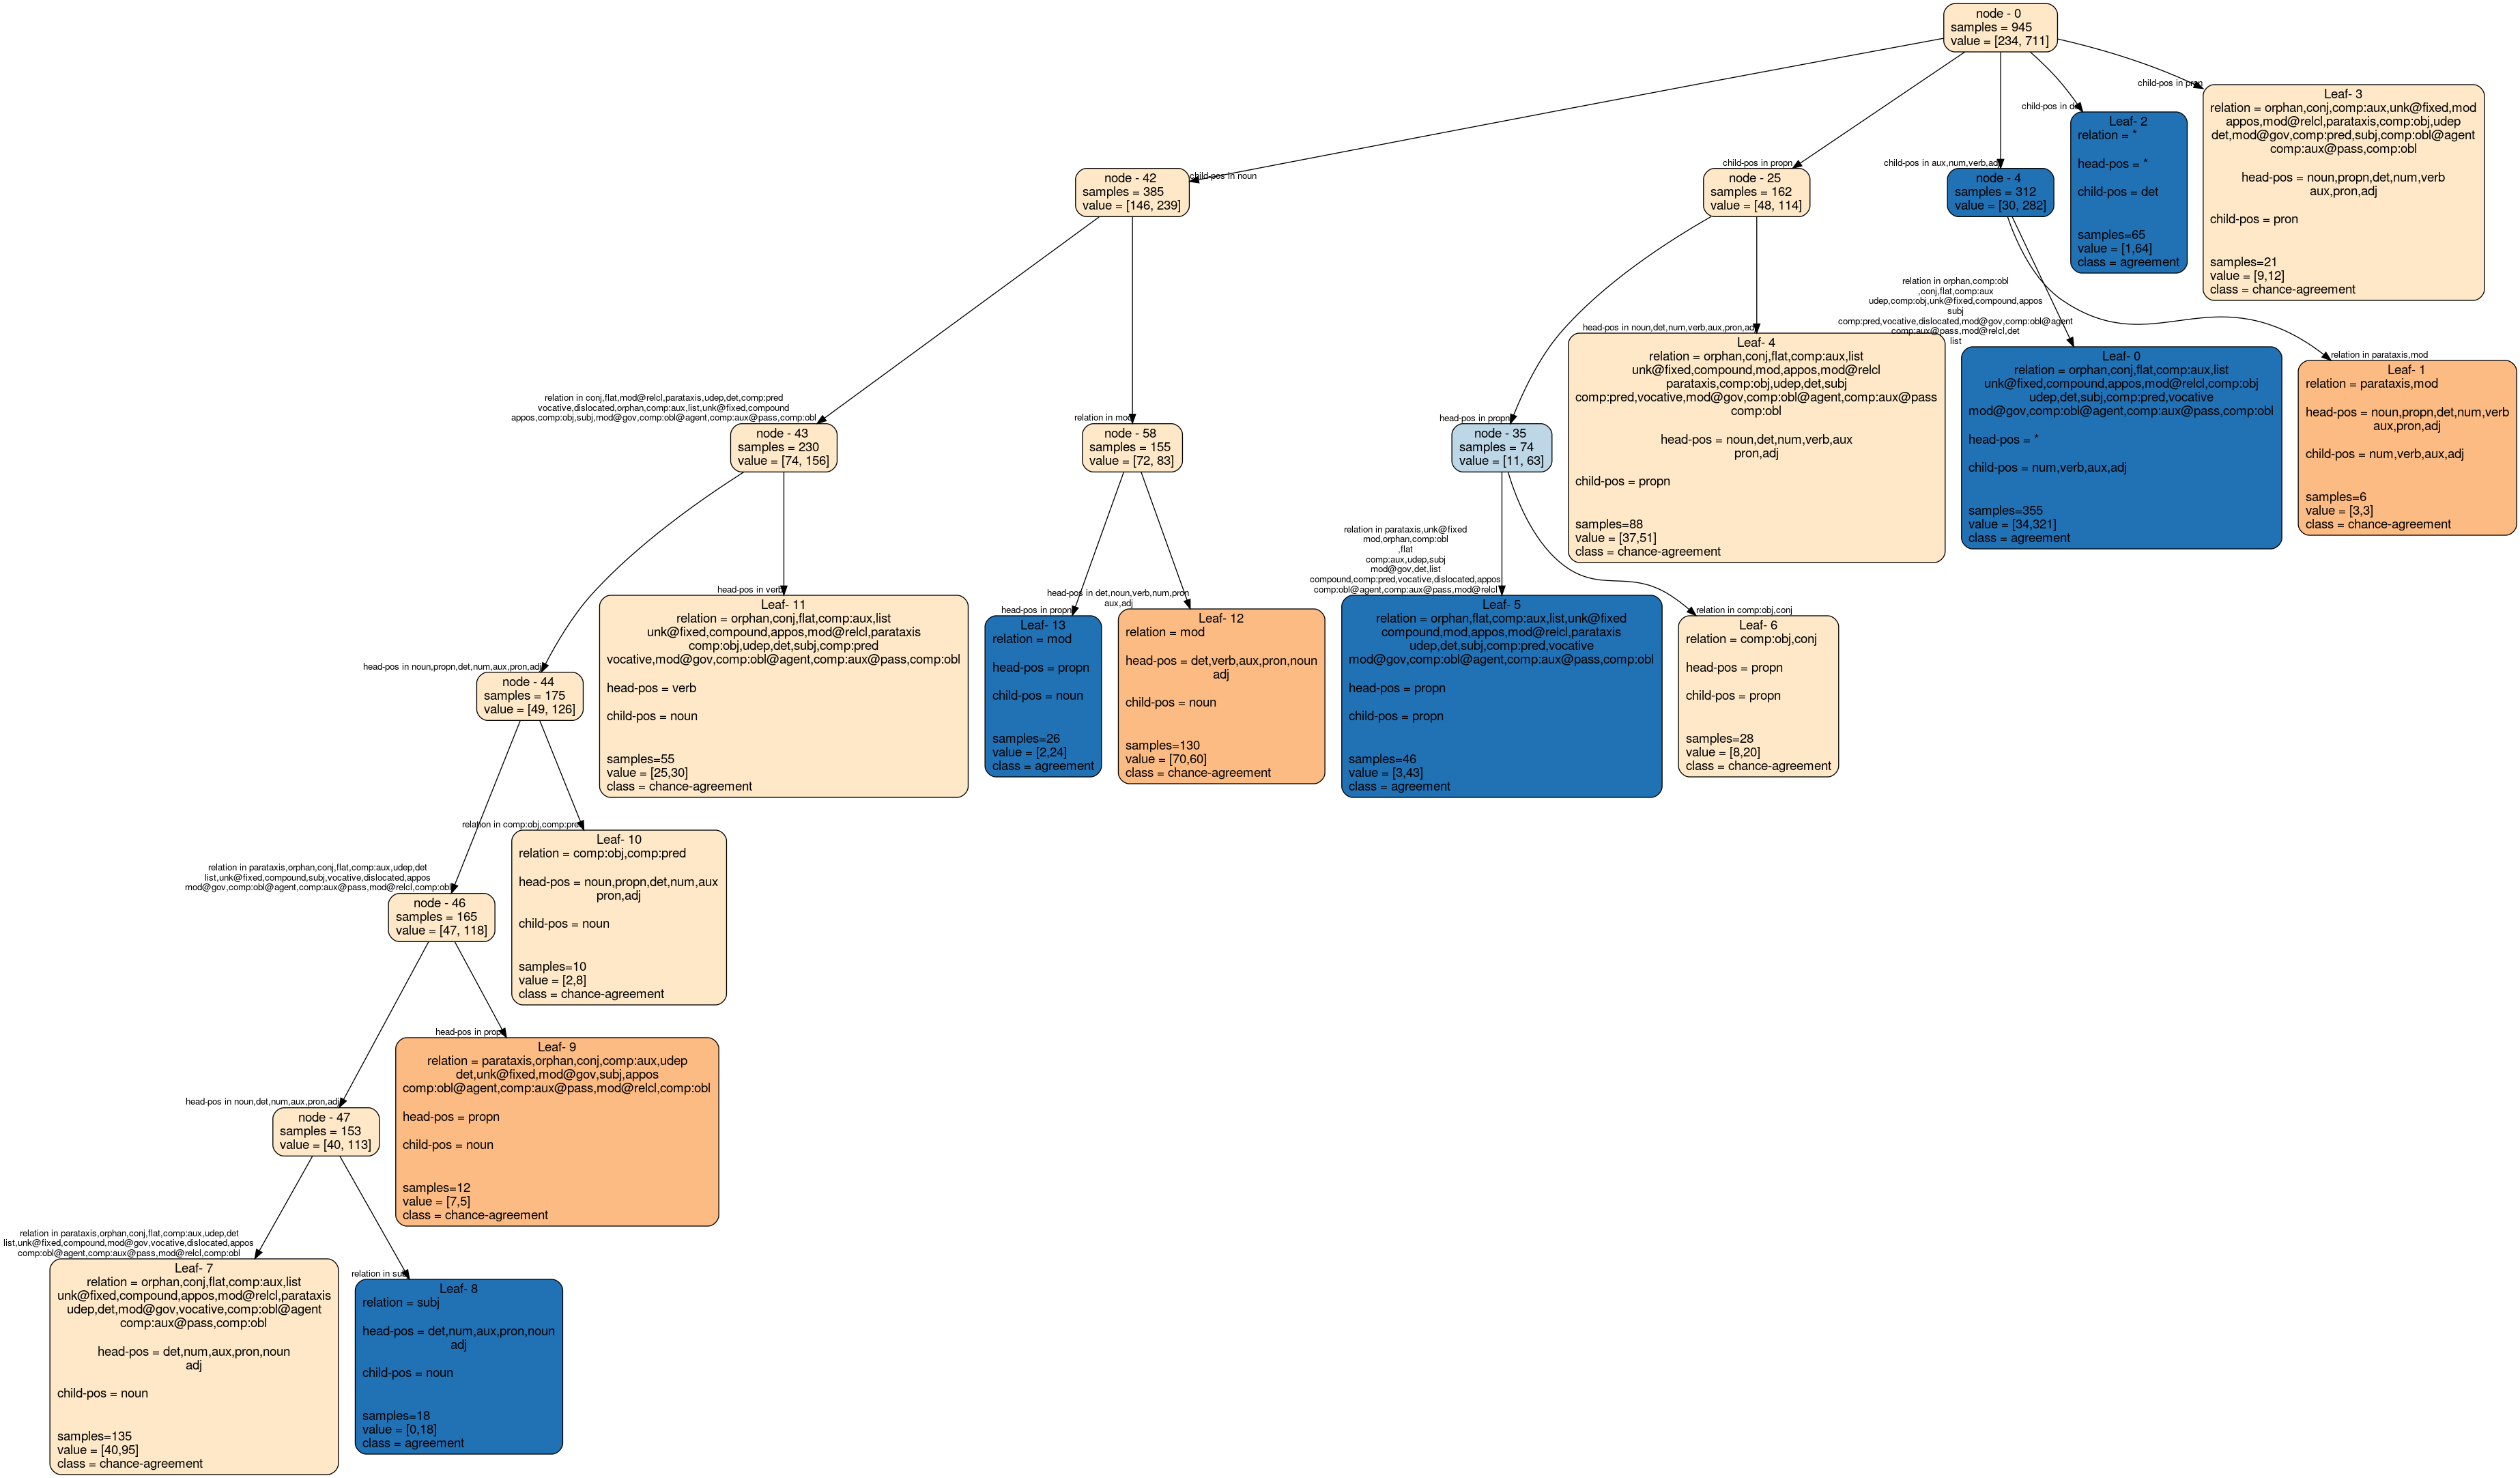 node - 0
samples = 945
value = [234, 711]
child-pos in pron
Leaf- 3
relation = orphan,conj,comp:aux,unk@fixed,mod
appos,mod@relcl,parataxis,comp:obj,udep
det,mod@gov,comp:pred,subj,comp:obl@agent
comp:aux@pass,comp:obl
head-pos = noun,propn,det,num,verb
aux,pron,adj
child-pos = pron
samples=21
value = [9,12]
class = chance-agreement
child-pos in det
Leaf- 2
relation = *
head-pos = *
child-pos = det
samples=65
value = [1,64]
class = agreement
child-pos in noun
node - 42
samples = 385
value = [146, 239]
child-pos in propn
node - 25
samples = 162
value = [48, 114]
child-pos in aux,num,verb,adj
node - 4
samples = 312
value = [30, 282]
relation in orphan,comp:obl
,conj,flat,comp:aux
udep,comp:obj,unk@fixed,compound,appos
subj
comp:pred,vocative,dislocated,mod@gov,comp:obl@agent
comp:aux@pass,mod@relcl,det
list
head-pos in noun,det,num,verb,aux,pron,adj
Leaf- 4
relation = orphan,conj,flat,comp:aux,list
unk@fixed,compound,mod,appos,mod@relcl
parataxis,comp:obj,udep,det,subj
comp:pred,vocative,mod@gov,comp:obl@agent,comp:aux@pass
comp:obl
head-pos = noun,det,num,verb,aux
pron,adj
child-pos = propn
samples=88
value = [37,51]
class = chance-agreement
Leaf- 0
relation = orphan,conj,flat,comp:aux,list
unk@fixed,compound,appos,mod@relcl,comp:obj
udep,det,subj,comp:pred,vocative
mod@gov,comp:obl@agent,comp:aux@pass,comp:obl
head-pos = *
child-pos = num,verb,aux,adj
samples=355
value = [34,321]
class = agreement
relation in parataxis,mod
Leaf- 1
relation = parataxis,mod
head-pos = noun,propn,det,num,verb
aux,pron,adj
child-pos = num,verb,aux,adj
samples=6
value = [3,3]
class = chance-agreement
relation in conj,flat,mod@relcl,parataxis,udep,det,comp:pred
vocative,dislocated,orphan,comp:aux,list,unk@fixed,compound
appos,comp:obj,subj,mod@gov,comp:obl@agent,comp:aux@pass,comp:obl
node - 43
samples = 230
value = [74, 156]
relation in mod
node - 58
samples = 155
value = [72, 83]
head-pos in propn
node - 35
samples = 74
value = [11, 63]
relation in parataxis,unk@fixed
mod,orphan,comp:obl
,flat
comp:aux,udep,subj
mod@gov,det,list
compound,comp:pred,vocative,dislocated,appos
comp:obl@agent,comp:aux@pass,mod@relcl
head-pos in verb
Leaf- 11
relation = orphan,conj,flat,comp:aux,list
unk@fixed,compound,appos,mod@relcl,parataxis
comp:obj,udep,det,subj,comp:pred
vocative,mod@gov,comp:obl@agent,comp:aux@pass,comp:obl
head-pos = verb
child-pos = noun
samples=55
value = [25,30]
class = chance-agreement
head-pos in propn
Leaf- 13
relation = mod
head-pos = propn
child-pos = noun
samples=26
value = [2,24]
class = agreement
head-pos in det,noun,verb,num,pron
aux,adj
Leaf- 12
relation = mod
head-pos = det,verb,aux,pron,noun
adj
child-pos = noun
samples=130
value = [70,60]
class = chance-agreement
Leaf- 5
relation = orphan,flat,comp:aux,list,unk@fixed
compound,mod,appos,mod@relcl,parataxis
udep,det,subj,comp:pred,vocative
mod@gov,comp:obl@agent,comp:aux@pass,comp:obl
head-pos = propn
child-pos = propn
samples=46
value = [3,43]
class = agreement
relation in comp:obj,conj
Leaf- 6
relation = comp:obj,conj
head-pos = propn
child-pos = propn
samples=28
value = [8,20]
class = chance-agreement
head-pos in noun,propn,det,num,aux,pron,adj
node - 44
samples = 175
value = [49, 126]
relation in comp:obj,comp:pred
Leaf- 10
relation = comp:obj,comp:pred
head-pos = noun,propn,det,num,aux
pron,adj
child-pos = noun
samples=10
value = [2,8]
class = chance-agreement
relation in parataxis,orphan,conj,flat,comp:aux,udep,det
list,unk@fixed,compound,subj,vocative,dislocated,appos
mod@gov,comp:obl@agent,comp:aux@pass,mod@relcl,comp:obl
node - 46
samples = 165
value = [47, 118]
head-pos in propn
Leaf- 9
relation = parataxis,orphan,conj,comp:aux,udep
det,unk@fixed,mod@gov,subj,appos
comp:obl@agent,comp:aux@pass,mod@relcl,comp:obl
head-pos = propn
child-pos = noun
samples=12
value = [7,5]
class = chance-agreement
head-pos in noun,det,num,aux,pron,adj
node - 47
samples = 153
value = [40, 113]
relation in parataxis,orphan,conj,flat,comp:aux,udep,det
list,unk@fixed,compound,mod@gov,vocative,dislocated,appos
comp:obl@agent,comp:aux@pass,mod@relcl,comp:obl
Leaf- 7
relation = orphan,conj,flat,comp:aux,list
unk@fixed,compound,appos,mod@relcl,parataxis
udep,det,mod@gov,vocative,comp:obl@agent
comp:aux@pass,comp:obl
head-pos = det,num,aux,pron,noun
adj
child-pos = noun
samples=135
value = [40,95]
class = chance-agreement
relation in subj
Leaf- 8
relation = subj
head-pos = det,num,aux,pron,noun
adj
child-pos = noun
samples=18
value = [0,18]
class = agreement